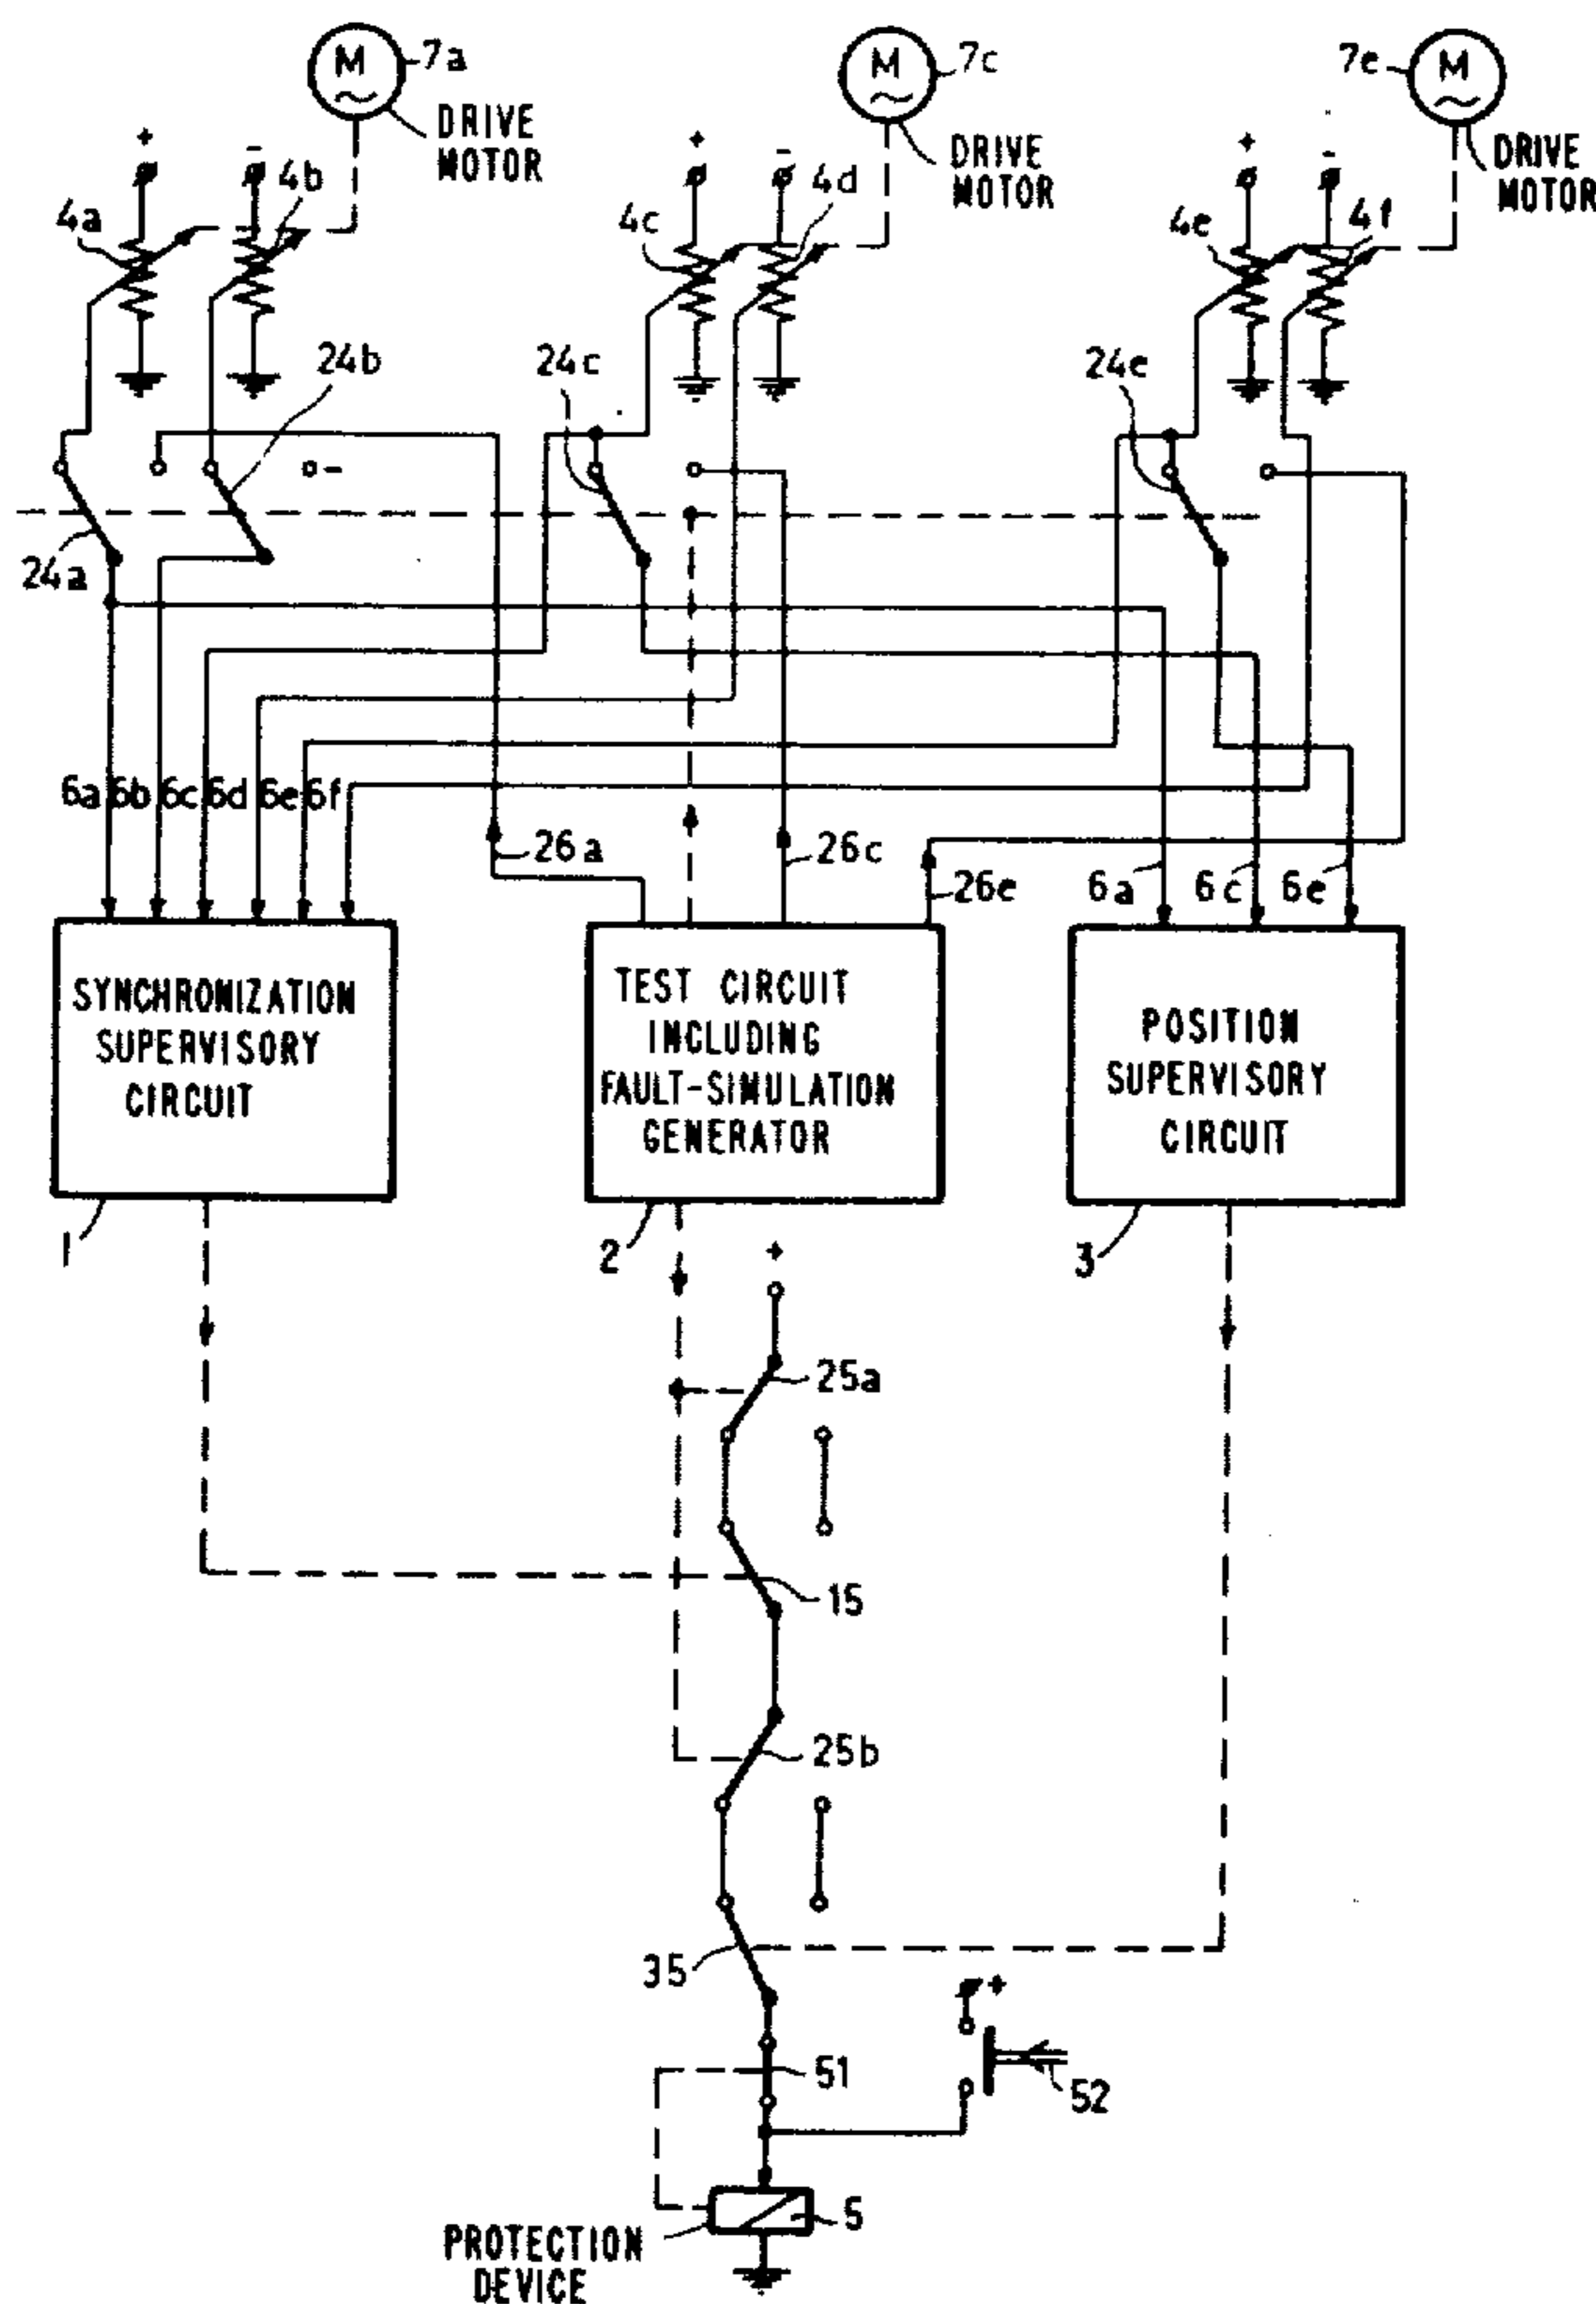 M 7a
M 7c
7e M
DRIVE MOTOR
DRIVE MOTOR
DRIVE MOTOR
+ - + - + -
4a 4b 4c 4d 4e 4f
24b 24c 24e
-
24a
6a 6b 6c 6d 6e 6f
26a 26c 26e 6a 6c 6e
SYNCHRONIZATION
SUPERVISORY
CIRCUIT
TEST CIRCUIT
INCLUDING
FAULT-SIMULATION
GENERATOR
POSITION
SUPERVISORY
CIRCUIT
1 2 3
+
25a
15
25b
35
+
51
52
5
PROTECTION
DEVICE